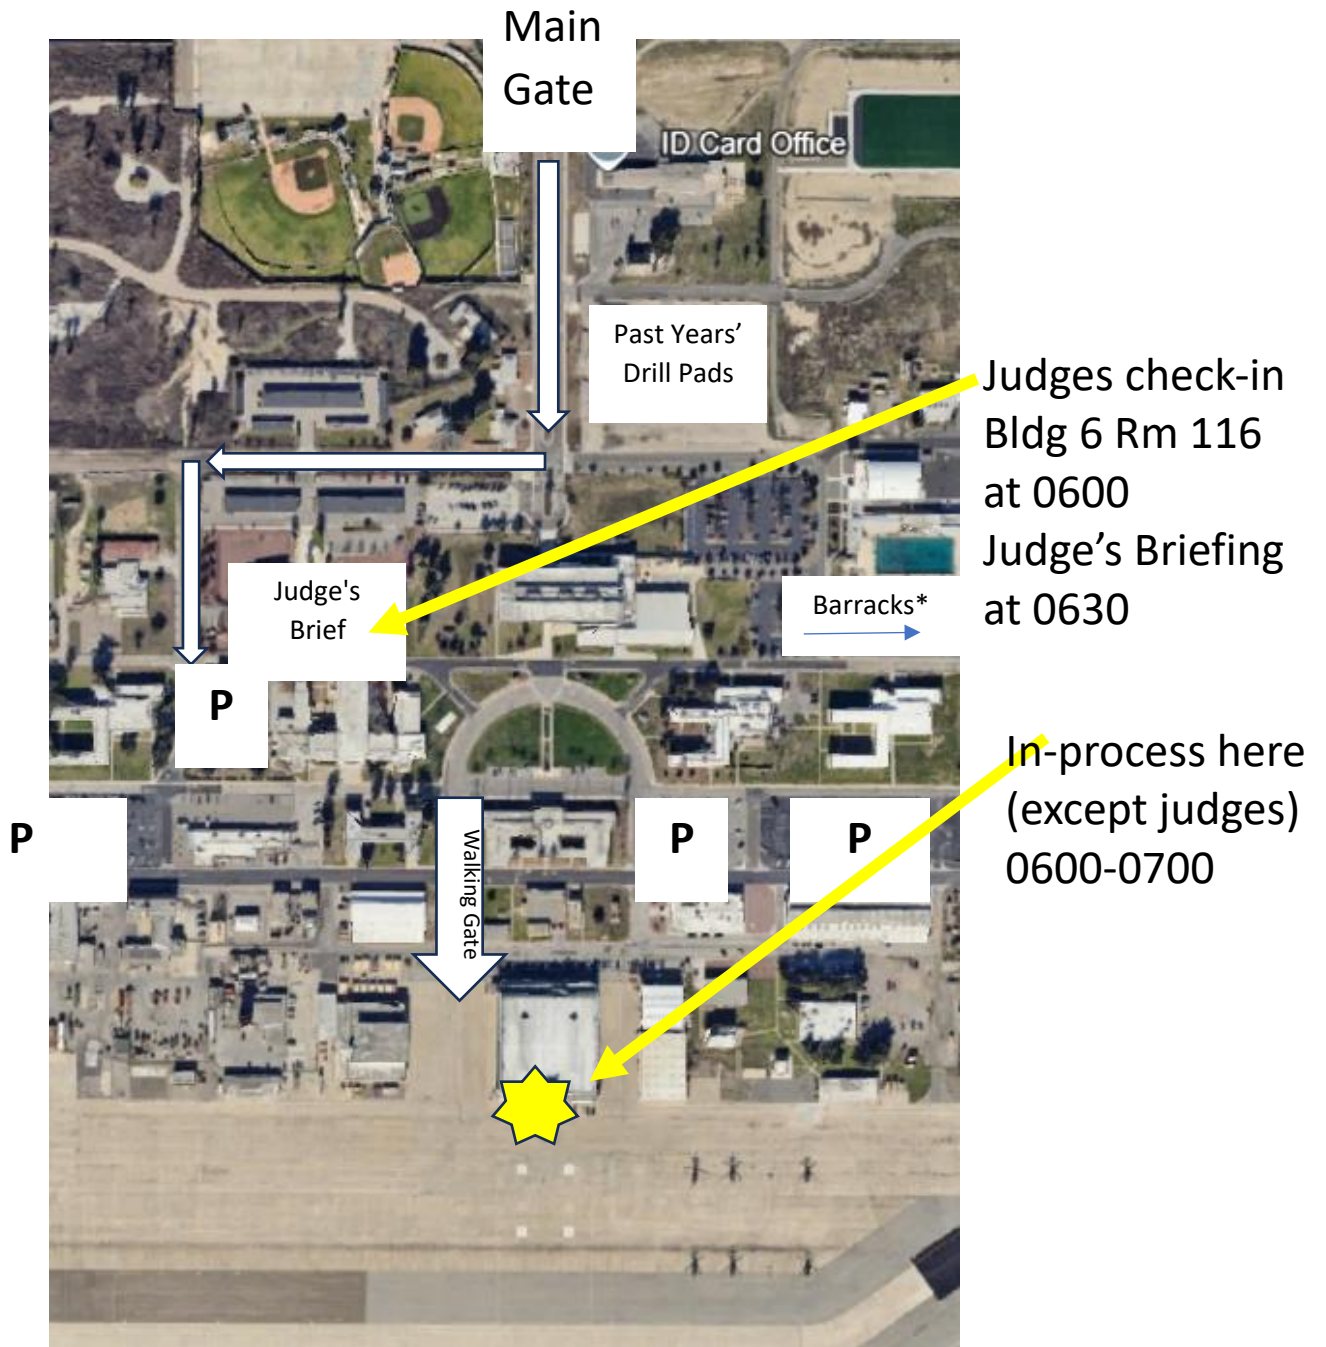 Main
Gate
ID Card Office
Past Years’
Drill Pads
Judges check-in
Bldg 6 Rm 116
at 0600
Judge’s Briefing
at 0630
Judge's
Brief
Barracks*
P
In-process here
(except judges)
0600-0700
P
P
P
Walking Gate